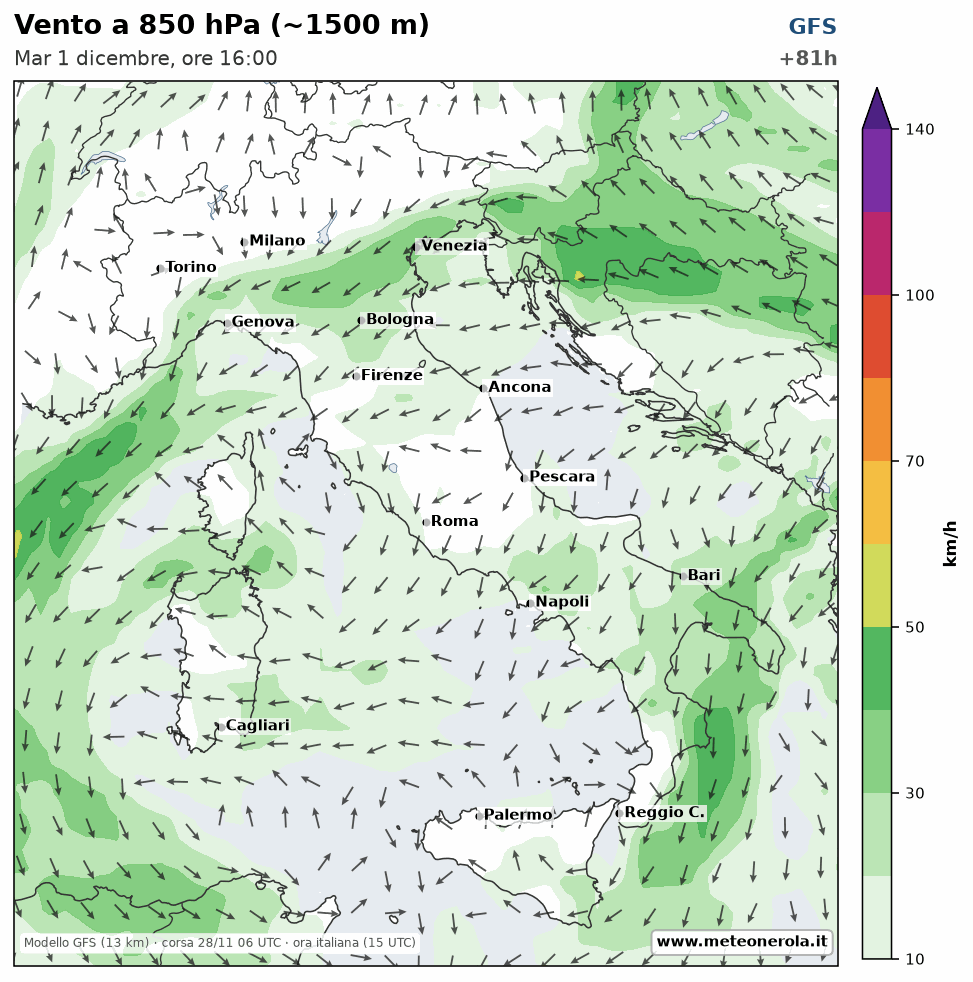 Vento a 850 hPa (~1500 m)
GFS
Mar 1 dicembre, ore 16:00
+81h
140
100
70
50
30
10
km/h
Milano
Venezia
Torino
Genova
Bologna
Firenze
Ancona
Pescara
Roma
Bari
Napoli
Cagliari
Palermo
Reggio C.
Modello GFS (13 km) · corsa 28/11 06 UTC · ora italiana (15 UTC)
www.meteonerola.it